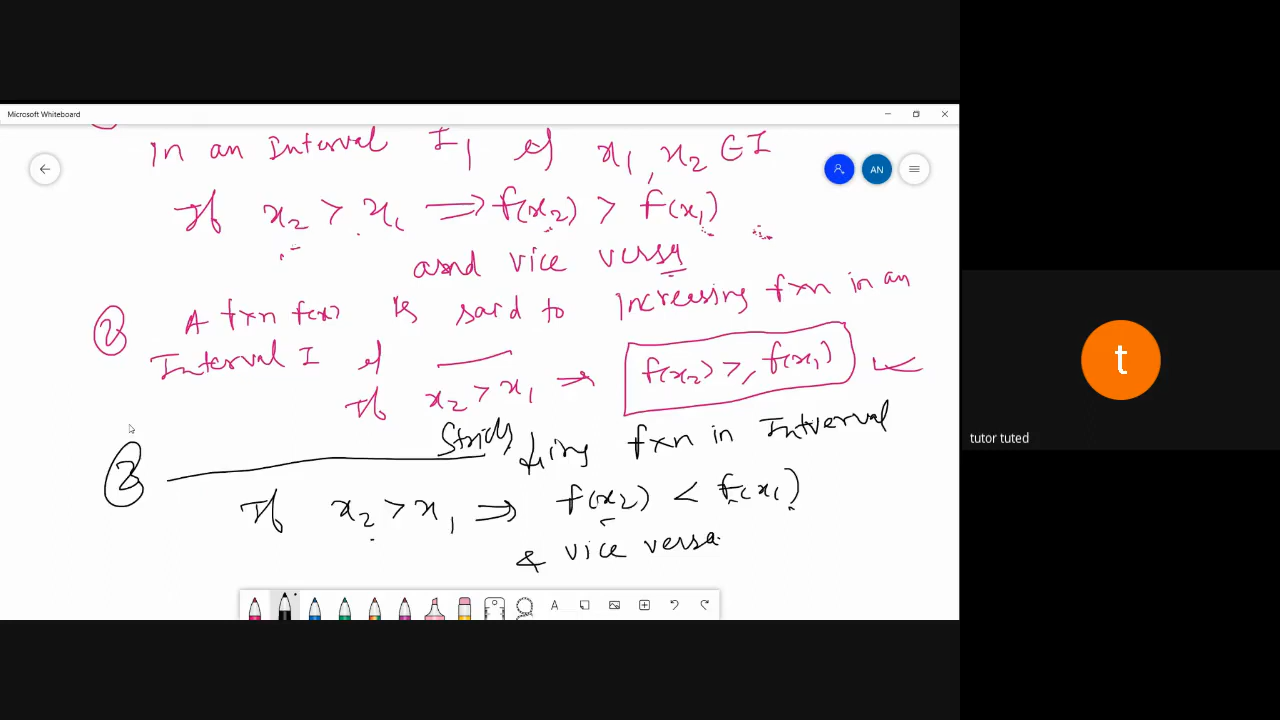 Microsoft Whiteboard
In an Interval I, if x₁, x₂ ∈ I
If x₂ > x₁ ⟹ f(x₂) > f(x₁)
and vice versa
AN
② A fxn f(x) is said to Increasing fxn in an
Interval I if
If x₂ > x₁ ⇒ f(x₂) ≥ f(x₁)
③ Strictly ↓ing fxn in Interval
If x₂ > x₁ ⇒ f(x₂) < f(x₁)
& vice versa
A
t
tutor tuted